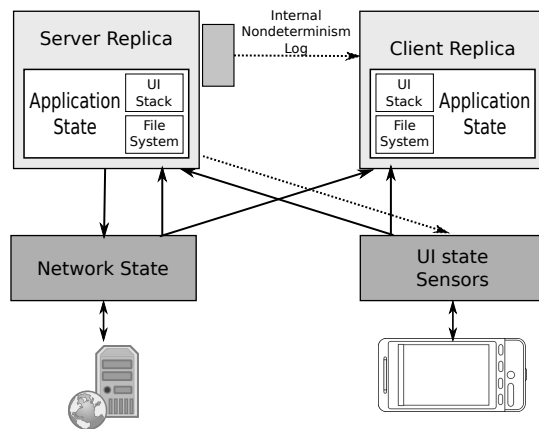 Server Replica
Application
State
UI
Stack
File
System
Internal
Nondeterminism
Log
Client Replica
UI
Stack
File
System
Application
State
Network State
UI state
Sensors